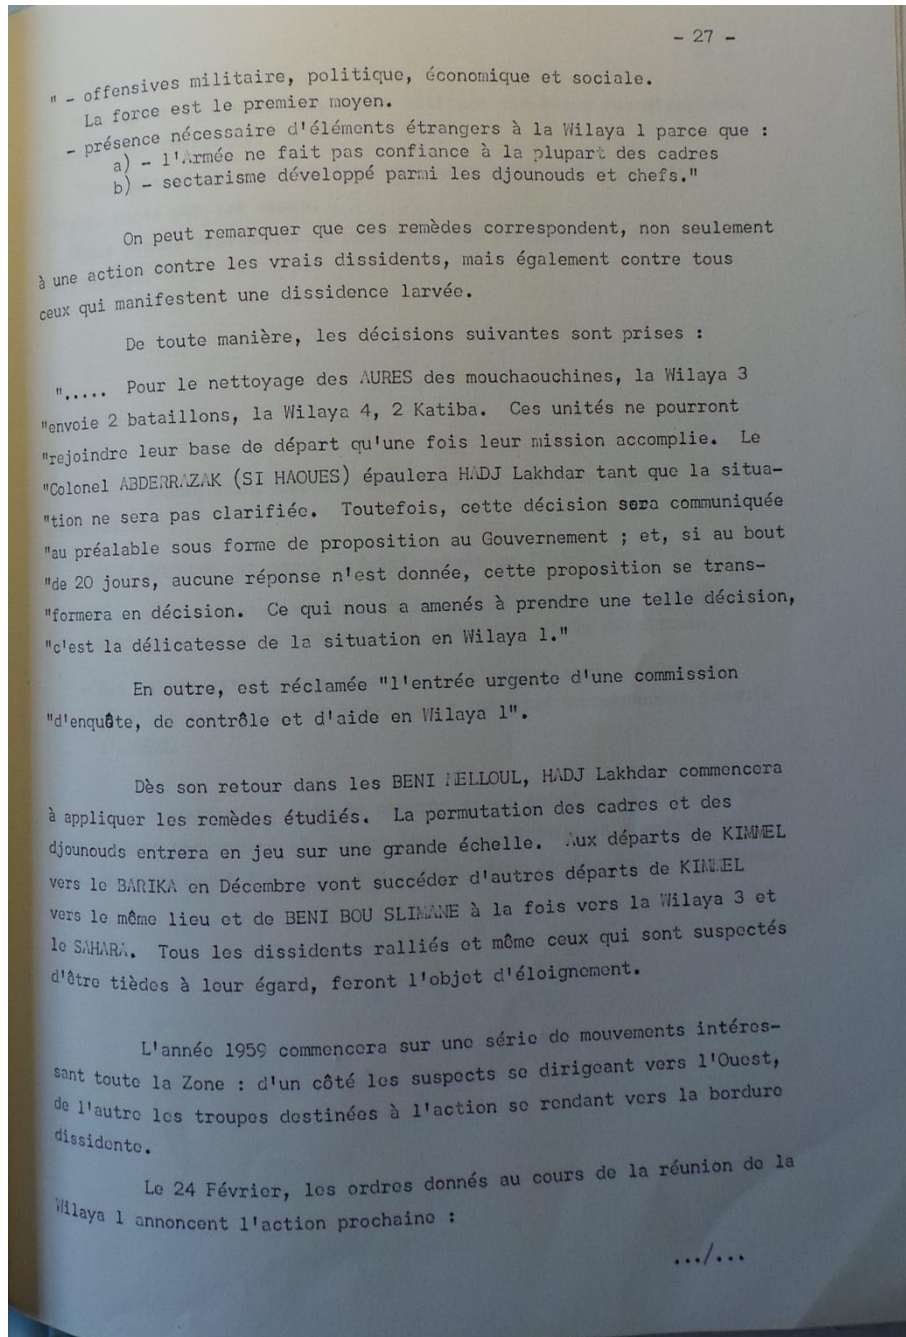 - 27 -
" - offensives militaire, politique, économique et sociale.
La force est le premier moyen.
- présence nécessaire d'éléments étrangers à la Wilaya 1 parce que :
a) - l'Armée ne fait pas confiance à la plupart des cadres
b) - sectarisme développé parmi les djounouds et chefs."
On peut remarquer que ces remèdes correspondent, non seulement
à une action contre les vrais dissidents, mais également contre tous
ceux qui manifestent une dissidence larvée.
De toute manière, les décisions suivantes sont prises :
"..... Pour le nettoyage des AURES des mouchaouchines, la Wilaya 3
"envoie 2 bataillons, la Wilaya 4, 2 Katiba. Ces unités ne pourront
"rejoindre leur base de départ qu'une fois leur mission accomplie. Le
"Colonel ABDERRAZAK (SI HAOUES) épaulera HADJ Lakhdar tant que la situa-
"tion ne sera pas clarifiée. Toutefois, cette décision sera communiquée
"au préalable sous forme de proposition au Gouvernement ; et, si au bout
"de 20 jours, aucune réponse n'est donnée, cette proposition se trans-
"formera en décision. Ce qui nous a amenés à prendre une telle décision,
"c'est la délicatesse de la situation en Wilaya 1."
En outre, est réclamée "l'entrée urgente d'une commission
"d'enquête, de contrôle et d'aide en Wilaya 1".
Dès son retour dans les BENI MELLOUL, HADJ Lakhdar commencera
à appliquer les remèdes étudiés. La permutation des cadres et des
djounouds entrera en jeu sur une grande échelle. Aux départs de KIMMEL
vers le BARIKA en Décembre vont succéder d'autres départs de KIMMEL
vers le même lieu et de BENI BOU SLIMANE à la fois vers la Wilaya 3 et
le SAHARA. Tous les dissidents ralliés et même ceux qui sont suspectés
d'être tièdes à leur égard, feront l'objet d'éloignement.
L'année 1959 commencera sur une série de mouvements intéres-
sant toute la Zone : d'un côté les suspects se dirigeant vers l'Ouest,
de l'autre les troupes destinées à l'action se rendant vers la bordure
dissidente.
Le 24 Février, les ordres donnés au cours de la réunion de la
Wilaya 1 annoncent l'action prochaine :
.../...